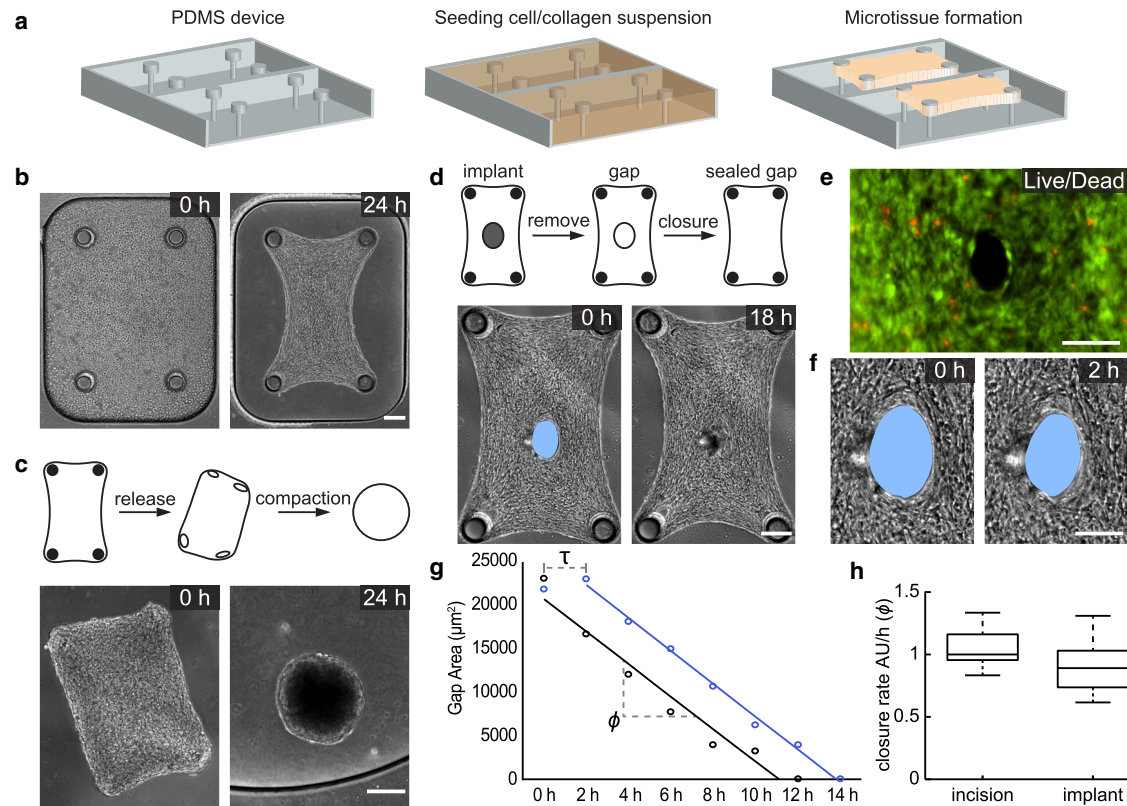 a
PDMS device
Seeding cell/collagen suspension
Microtissue formation
b
0 h
24 h
c
release
compaction
0 h
24 h
d
implant
gap
sealed gap
remove
closure
0 h
18 h
e
Live/Dead
f
0 h
2 h
g
Gap Area (μm²)
25000
20000
15000
10000
5000
0
τ
ϕ
0 h 2 h 4 h 6 h 8 h 10 h 12 h 14 h
h
closure rate AU/h (ϕ)
1.5
1
0.5
0
incision
implant